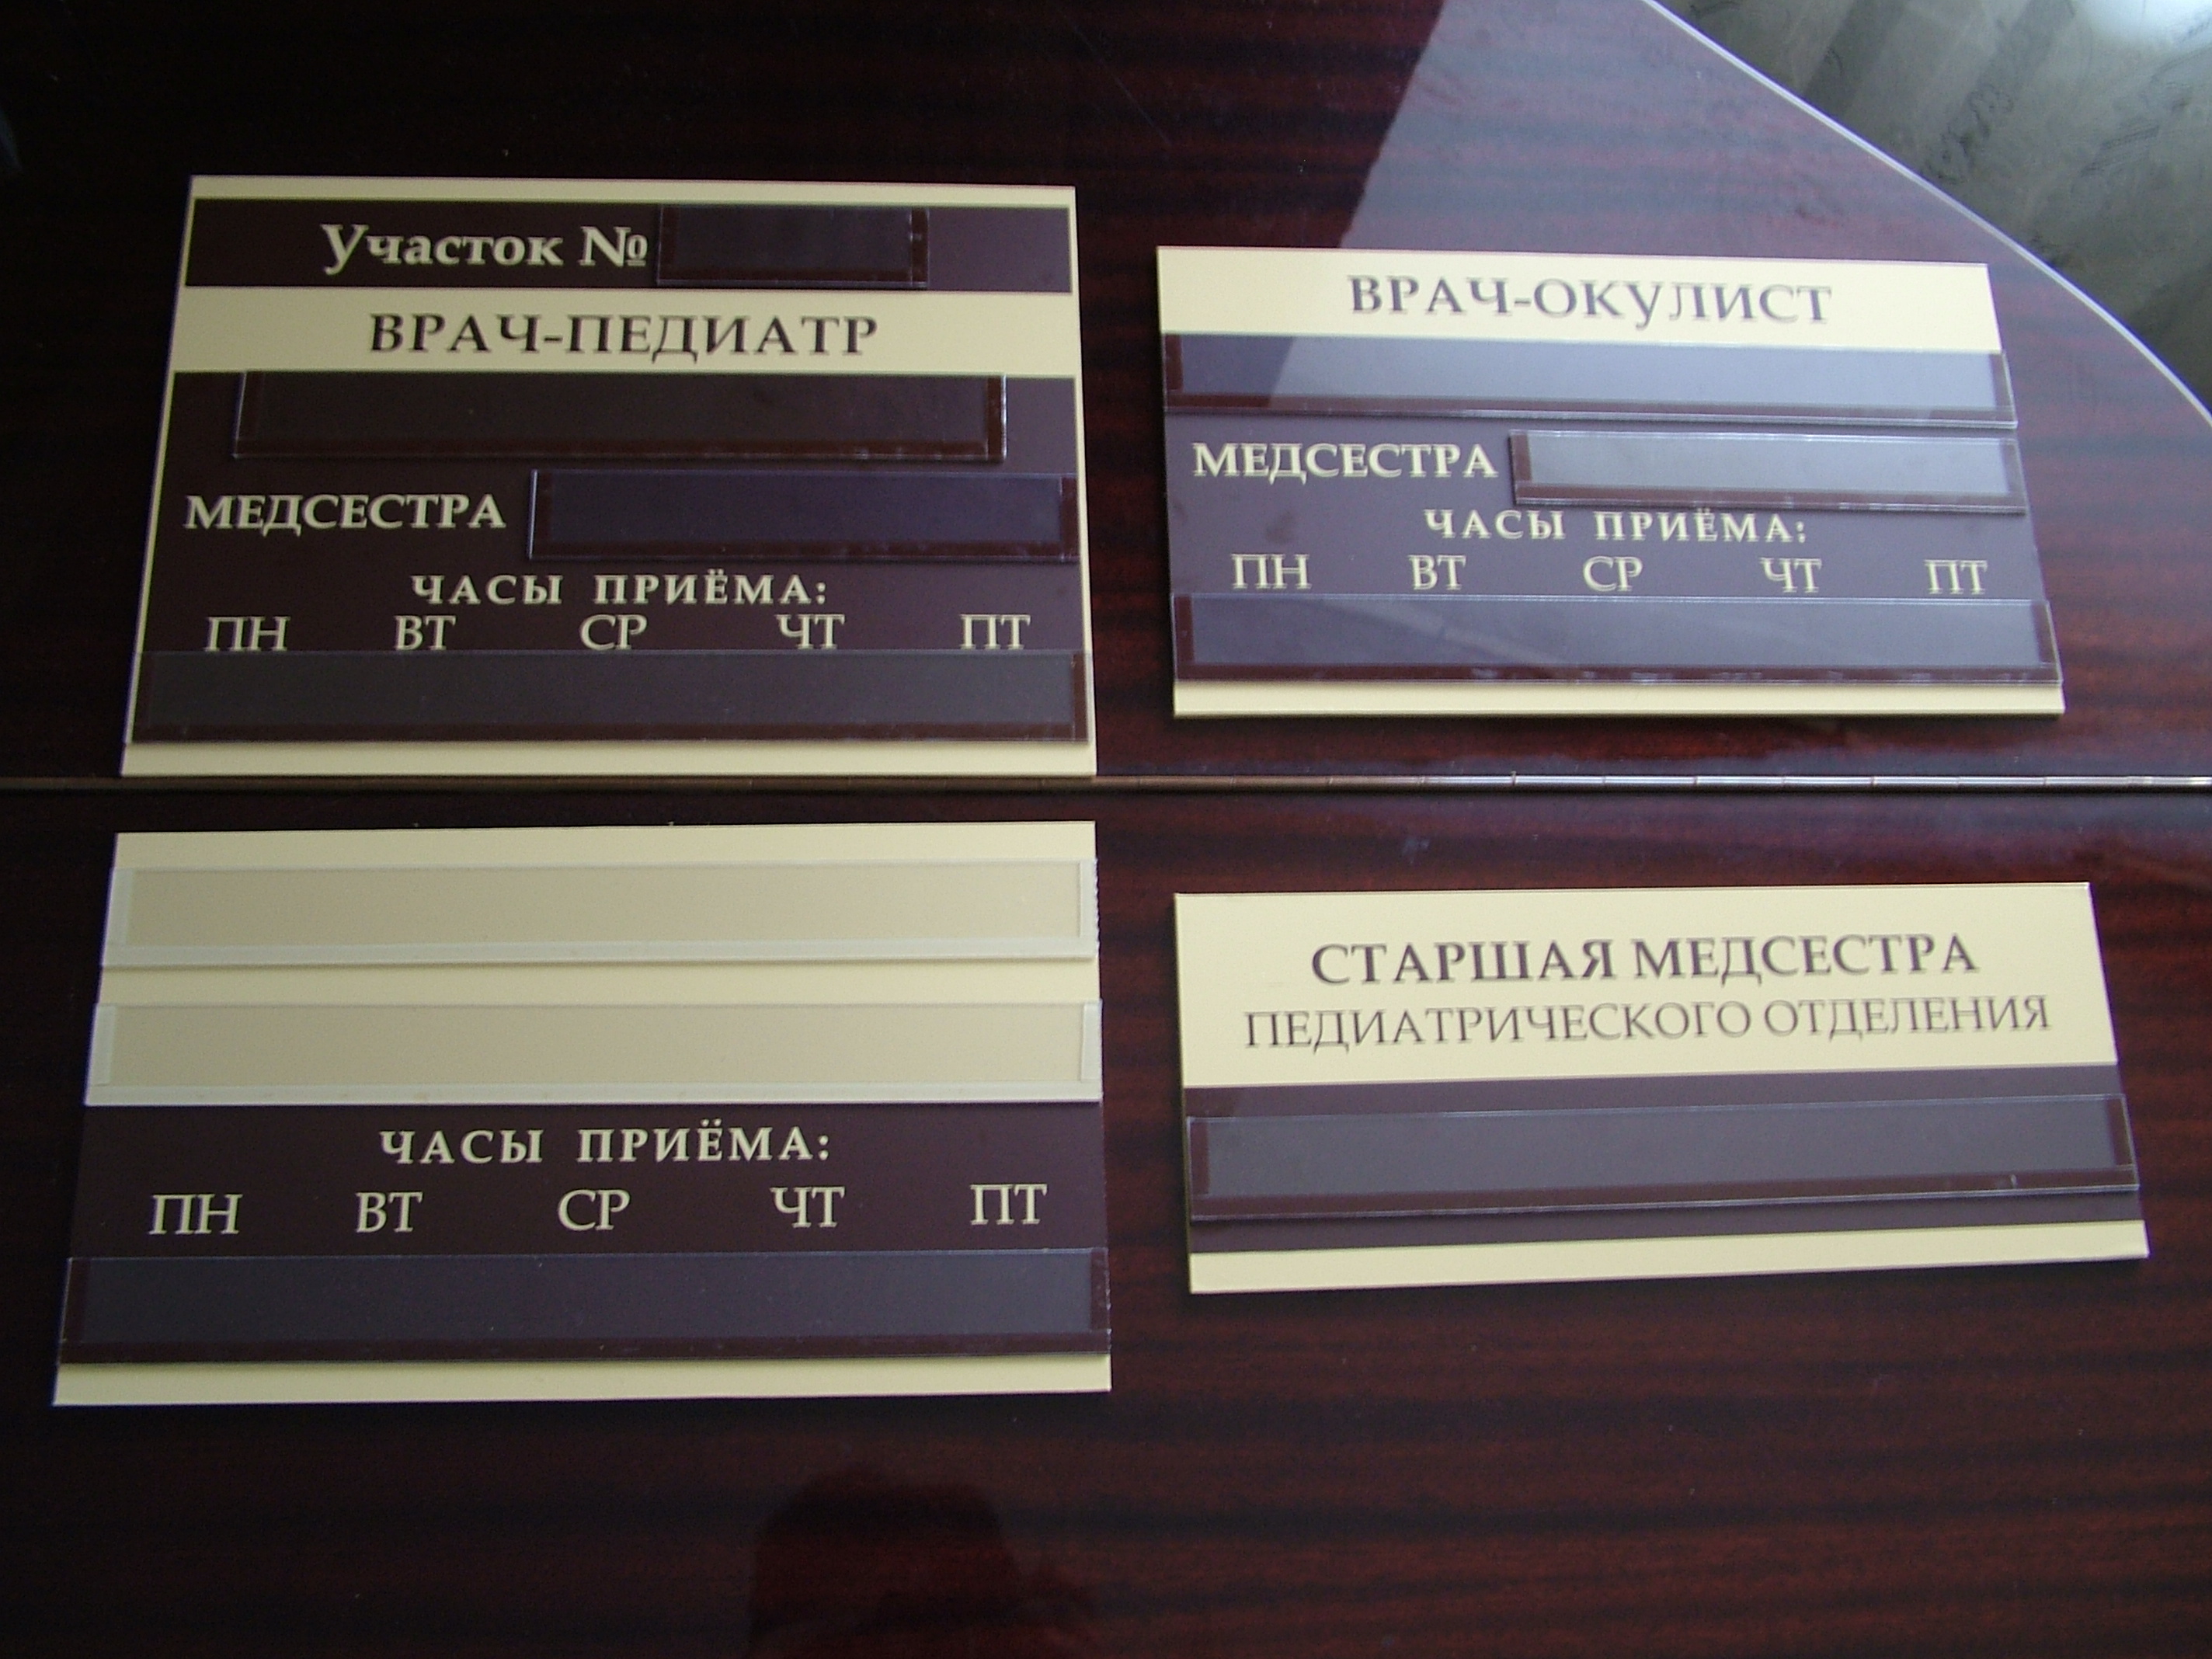 Участок №
ВРАЧ-ПЕДИАТР
МЕДСЕСТРА
ЧАСЫ ПРИЁМА:
ПН ВТ СР ЧТ ПТ
ВРАЧ-ОКУЛИСТ
МЕДСЕСТРА
ЧАСЫ ПРИЁМА:
ПН ВТ СР ЧТ ПТ
ЧАСЫ ПРИЁМА:
ПН ВТ СР ЧТ ПТ
СТАРШАЯ МЕДСЕСТРА
ПЕДИАТРИЧЕСКОГО ОТДЕЛЕНИЯ